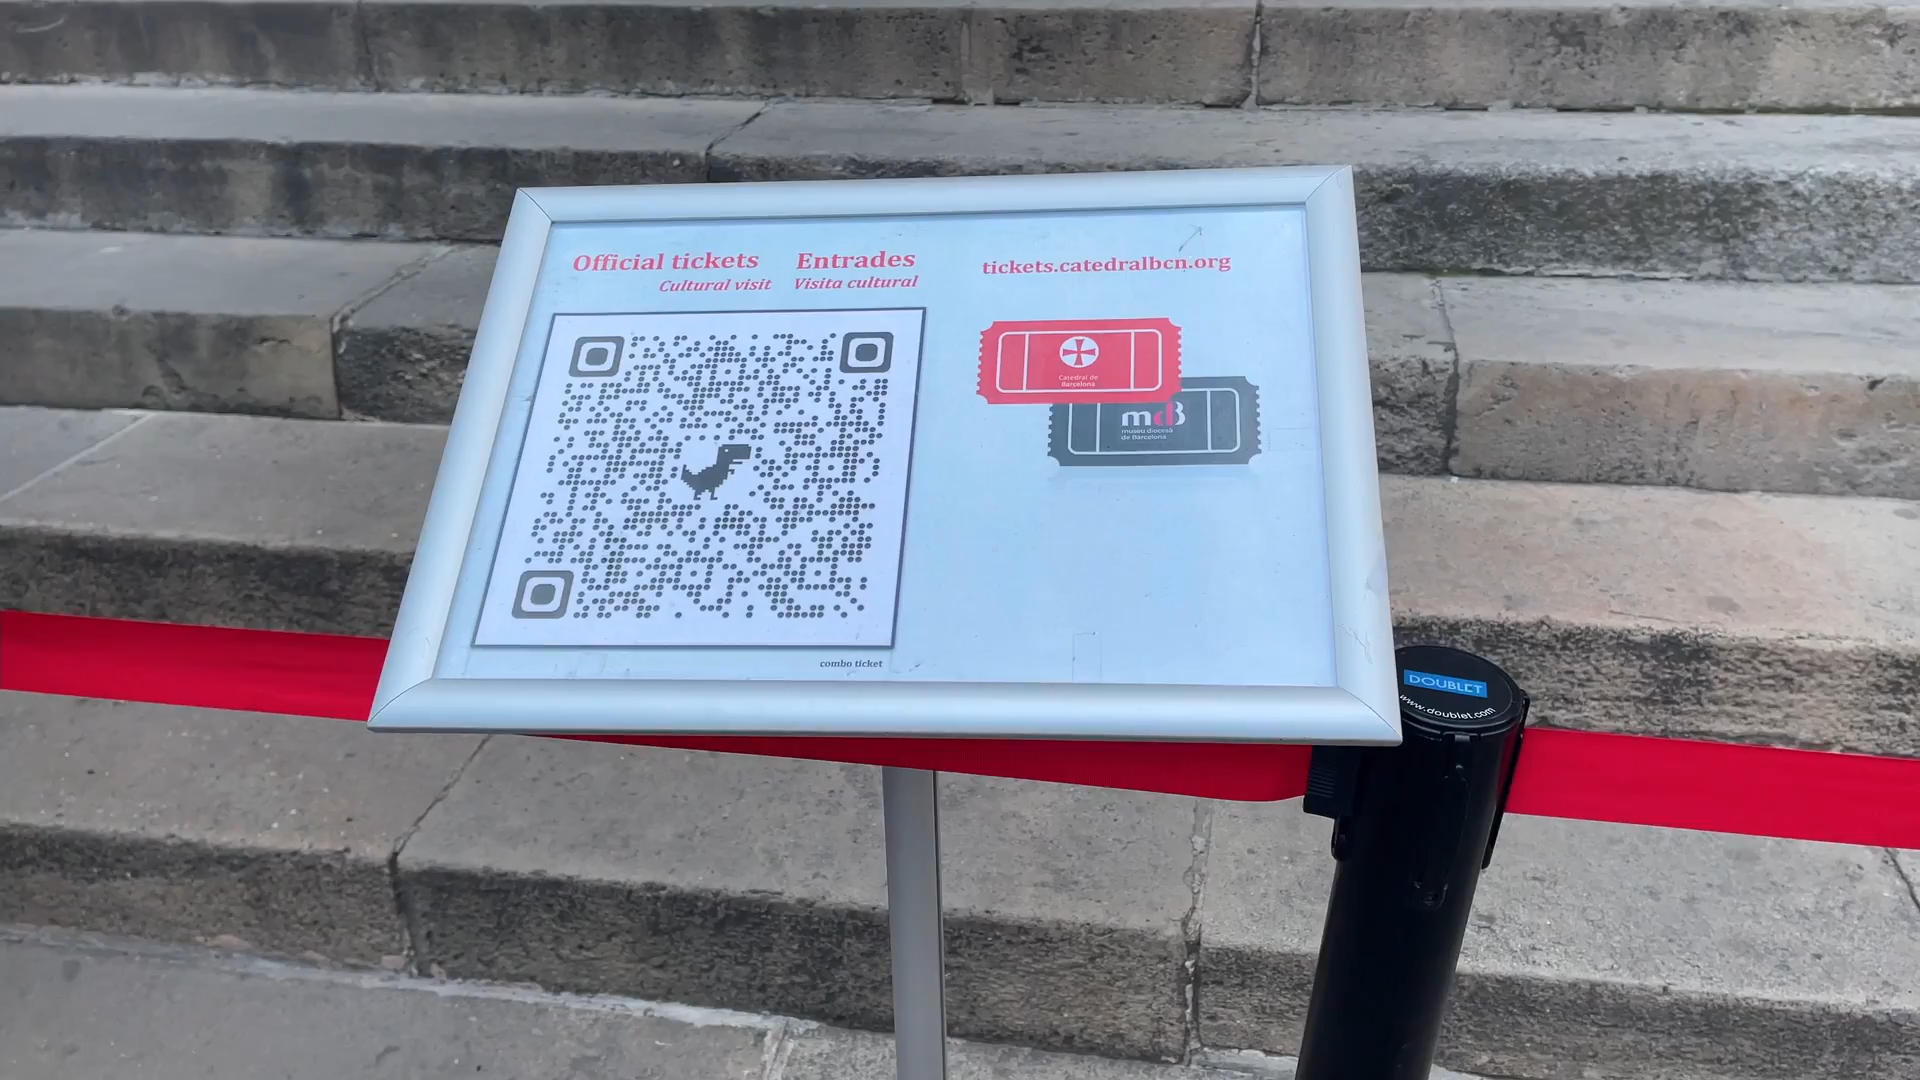 Official tickets
Cultural visit
Entrades
Visita cultural
tickets.catedralbcn.org
Catedral de
Barcelona
mdB
museu diocesà
de Barcelona
combo ticket
DOUBLET
www.doublet.com